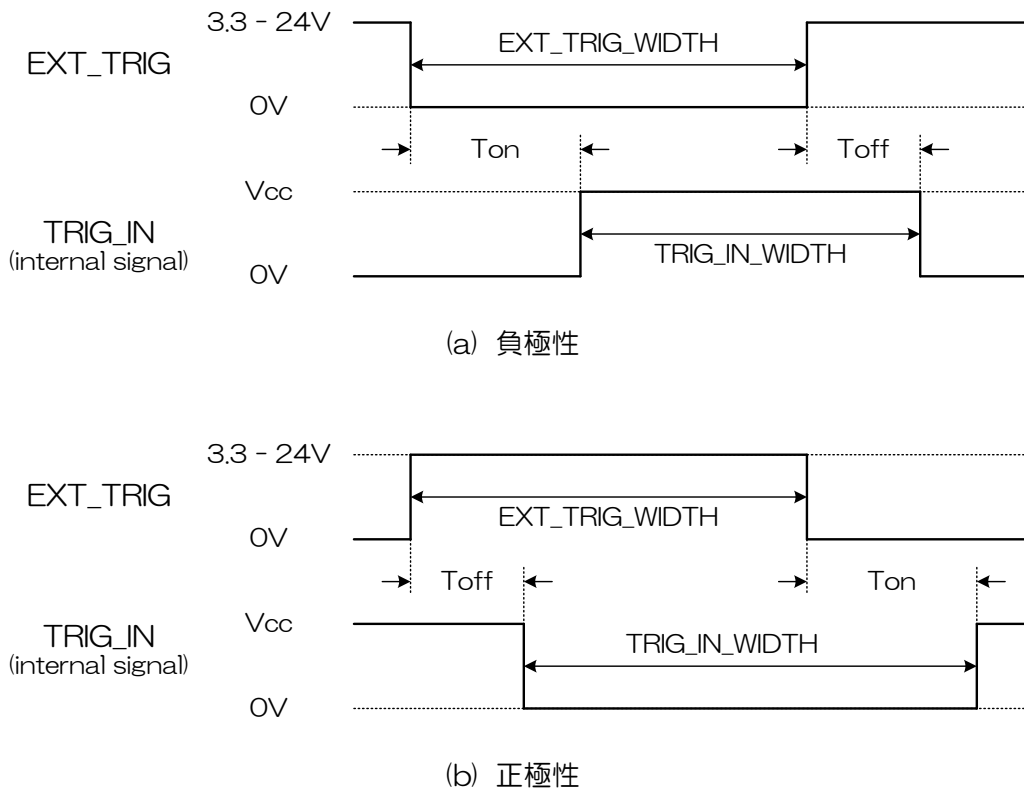 3.3 - 24V
EXT_TRIG_WIDTH
EXT_TRIG
0V
Ton
Toff
Vcc
TRIG_IN
(internal signal)
TRIG_IN_WIDTH
0V
(a) 負極性
3.3 - 24V
EXT_TRIG
EXT_TRIG_WIDTH
0V
Toff
Ton
Vcc
TRIG_IN
(internal signal)
TRIG_IN_WIDTH
0V
(b) 正極性